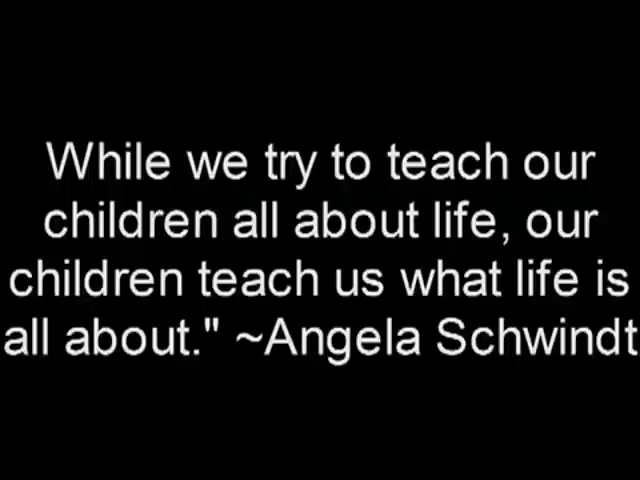 While we try to teach our
children all about life, our
children teach us what life is
all about." ~Angela Schwindt